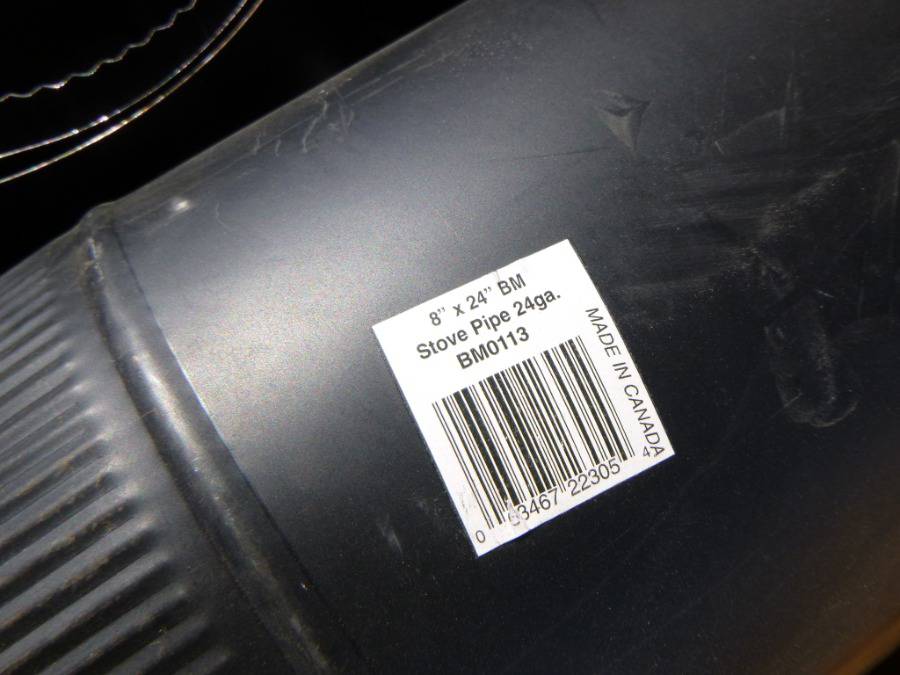 8" x 24" BM
Stove Pipe 24ga.
BM0113
MADE IN CANADA
0 63467 22305 4